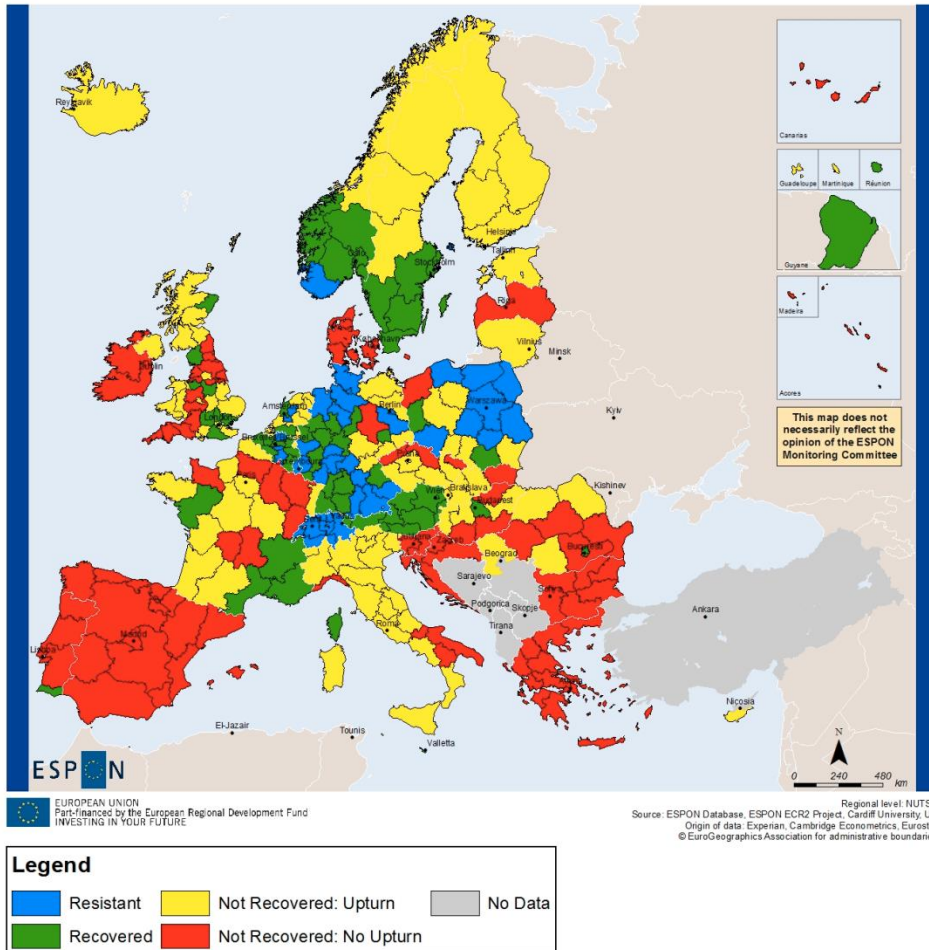 Reykjavik
Canarias
Guadeloupe
Martinique
Réunion
Guyane
Madeira
Acores
Helsinki
Tallinn
Oslo
Stockholm
Riga
København
Vilnius
Minsk
Dublin
Amsterdam
Berlin
Warszawa
London
Kyiv
Praha
Paris
Wien
Bratislava
Budapest
Kishinev
Bern
Vaduz
Ljubljana
Zagreb
Beograd
Bucuresti
Sarajevo
Sofia
Podgorica
Skopje
Tirana
Roma
Madrid
Lisboa
Ankara
Nicosia
El-Jazair
Tounis
Valletta
This map does not
necessarily reflect the
opinion of the ESPON
Monitoring Committee
N
0 240 480
km
ESPON
EUROPEAN UNION
Part-financed by the European Regional Development Fund
INVESTING IN YOUR FUTURE
Regional level: NUTS
Source: ESPON Database, ESPON ECR2 Project, Cardiff University, U
Origin of data: Experian, Cambridge Econometrics, Eurost
© EuroGeographics Association for administrative boundarie
Legend
Resistant
Not Recovered: Upturn
No Data
Recovered
Not Recovered: No Upturn